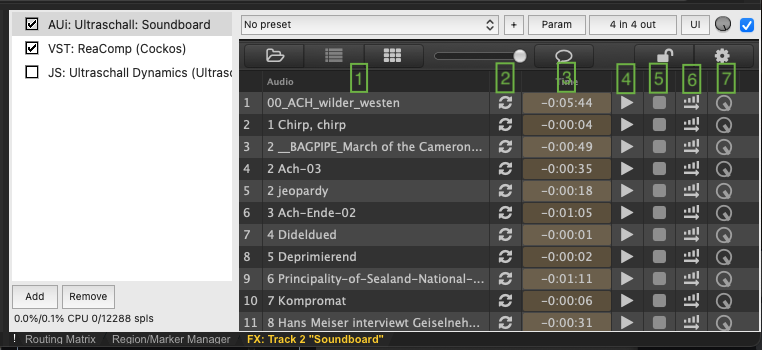 AUi: Ultraschall: Soundboard
VST: ReaComp (Cockos)
JS: Ultraschall Dynamics (Ultrasc
Add Remove
0.0%/0.1% CPU 0/12288 spls
No preset + Param 4 in 4 out UI
Audio 1 2 3 4 5 6 7
1 00_ACH_wilder_westen -0:05:44
2 1 Chirp, chirp -0:00:04
3 2 __BAGPIPE_March of the Cameron... -0:00:49
4 2 Ach-03 -0:00:35
5 2 jeopardy -0:00:18
6 3 Ach-Ende-02 -0:01:05
7 4 Dideldued -0:00:01
8 5 Deprimierend -0:00:02
9 6 Principality-of-Sealand-National-... -0:01:11
10 7 Kompromat -0:00:06
11 8 Hans Meiser interviewt Geiselneh... -0:00:31
! Routing Matrix Region/Marker Manager FX: Track 2 "Soundboard"